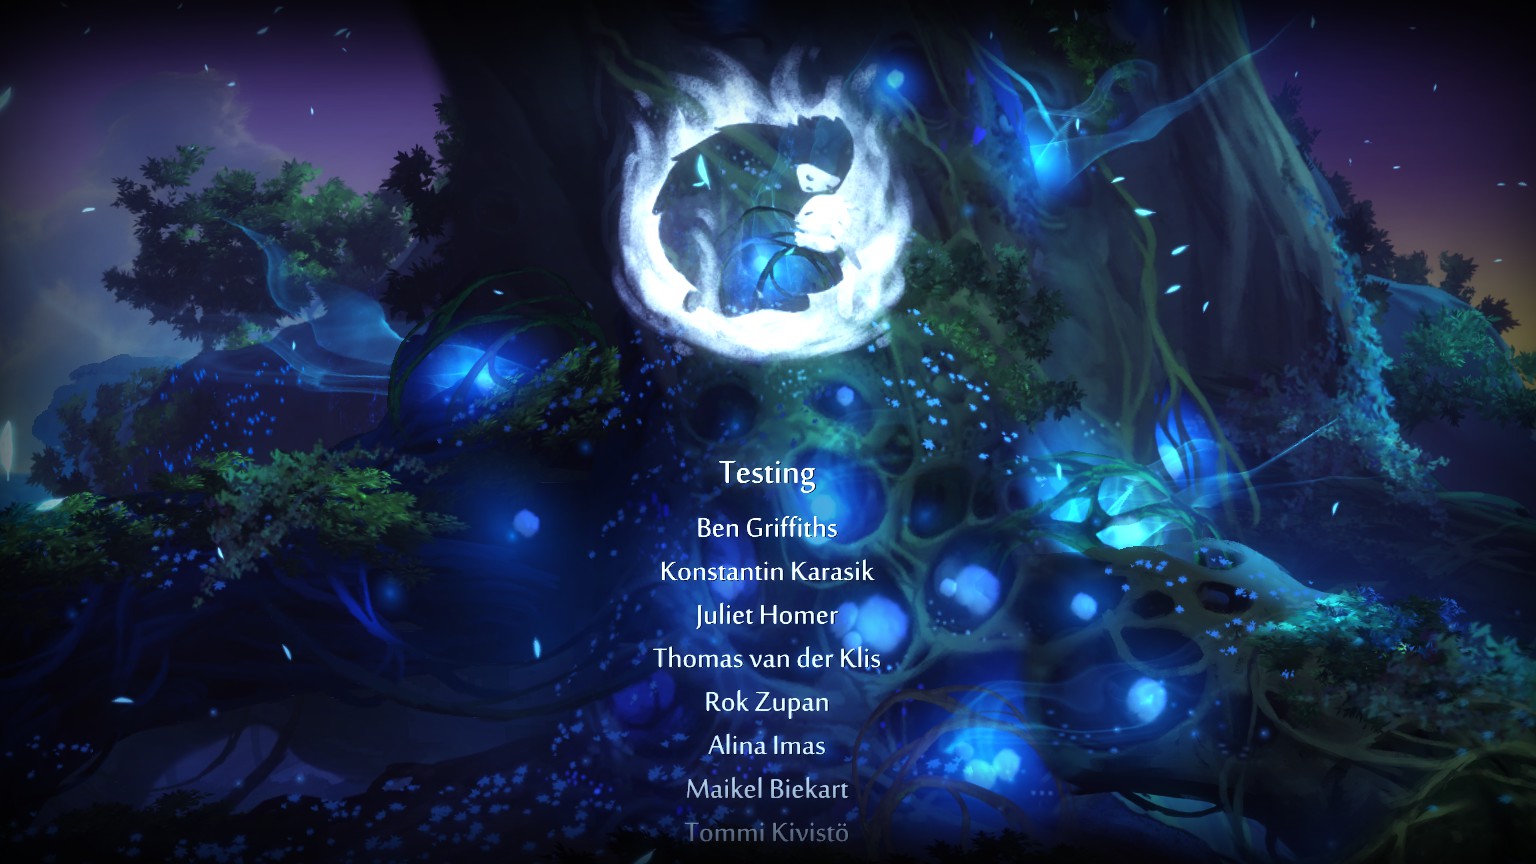 Testing
Ben Griffiths
Konstantin Karasik
Juliet Homer
Thomas van der Klis
Rok Zupan
Alina Imas
Maikel Biekart
Tommi Kivistö